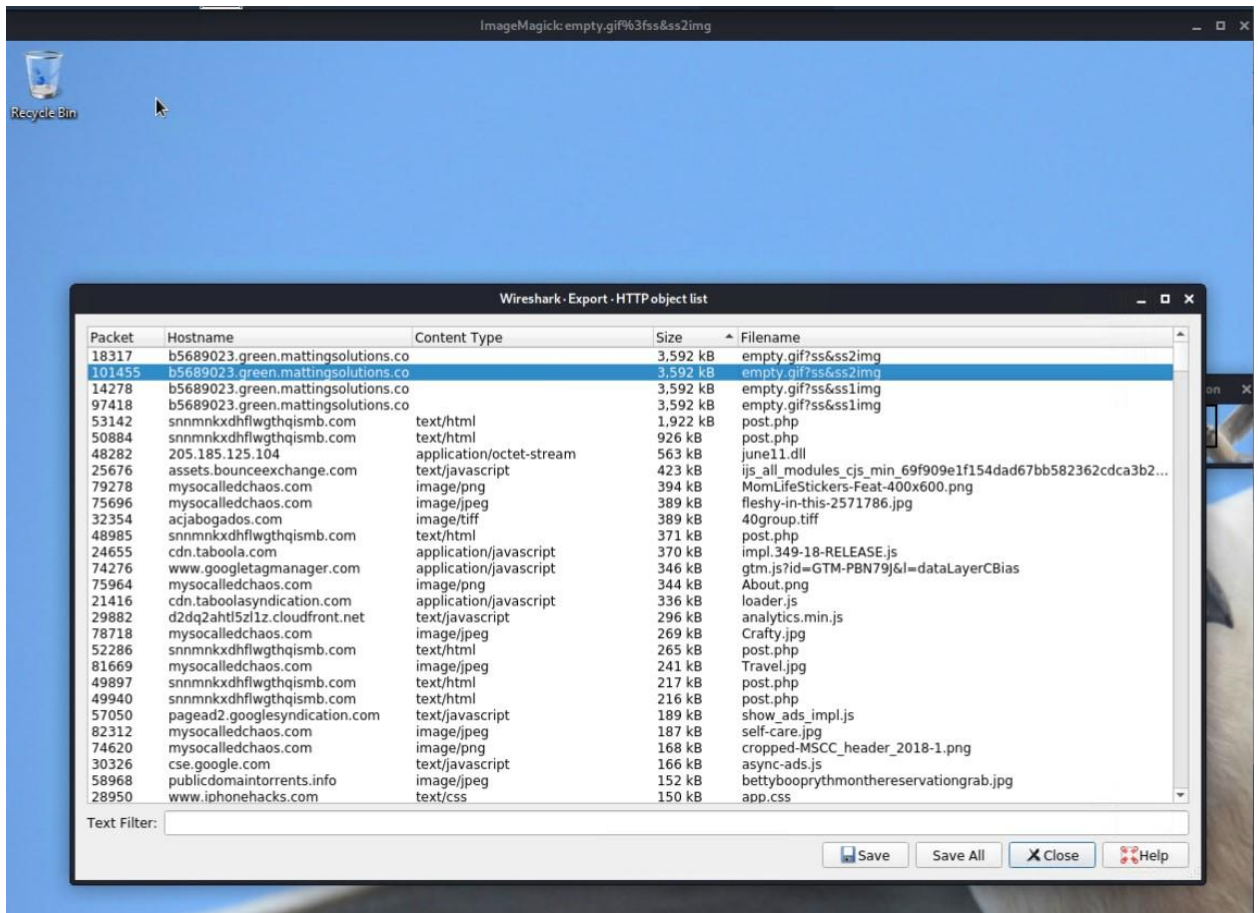 ImageMagick: empty.gif%3fss&ss2img
Recycle Bin
Wireshark · Export · HTTP object list
Packet Hostname Content Type Size Filename
18317 b5689023.green.mattingsolutions.co 3,592 kB empty.gif?ss&ss2img
101455 b5689023.green.mattingsolutions.co 3,592 kB empty.gif?ss&ss2img
14278 b5689023.green.mattingsolutions.co 3,592 kB empty.gif?ss&ss1img
97418 b5689023.green.mattingsolutions.co 3,592 kB empty.gif?ss&ss1img
53142 snnmnkxdhflwgthqismb.com text/html 1,922 kB post.php
50884 snnmnkxdhflwgthqismb.com text/html 926 kB post.php
48282 205.185.125.104 application/octet-stream 563 kB june11.dll
25676 assets.bounceexchange.com text/javascript 423 kB ijs_all_modules_cjs_min_69f909e1f154dad67bb582362cdca3b2...
79278 mysocalledchaos.com image/png 394 kB MomLifeStickers-Feat-400x600.png
75696 mysocalledchaos.com image/jpeg 389 kB fleshy-in-this-2571786.jpg
32354 acjabogados.com image/tiff 389 kB 40group.tiff
48985 snnmnkxdhflwgthqismb.com text/html 371 kB post.php
24655 cdn.taboola.com application/javascript 370 kB impl.349-18-RELEASE.js
74276 www.googletagmanager.com application/javascript 346 kB gtm.js?id=GTM-PBN79J&l=dataLayerCBias
75964 mysocalledchaos.com image/png 344 kB About.png
21416 cdn.taboolasyndication.com application/javascript 336 kB loader.js
29882 d2dq2ahtl5zl1z.cloudfront.net text/javascript 296 kB analytics.min.js
78718 mysocalledchaos.com image/jpeg 269 kB Crafty.jpg
52286 snnmnkxdhflwgthqismb.com text/html 265 kB post.php
81669 mysocalledchaos.com image/jpeg 241 kB Travel.jpg
49897 snnmnkxdhflwgthqismb.com text/html 217 kB post.php
49940 snnmnkxdhflwgthqismb.com text/html 216 kB post.php
57050 pagead2.googlesyndication.com text/javascript 189 kB show_ads_impl.js
82312 mysocalledchaos.com image/jpeg 187 kB self-care.jpg
74620 mysocalledchaos.com image/png 168 kB cropped-MSCC_header_2018-1.png
30326 cse.google.com text/javascript 166 kB async-ads.js
58968 publicdomaintorrents.info image/jpeg 152 kB bettybooprythmonthereservationgrab.jpg
28950 www.iphonehacks.com text/css 150 kB app.css
Text Filter:
Save Save All Close Help